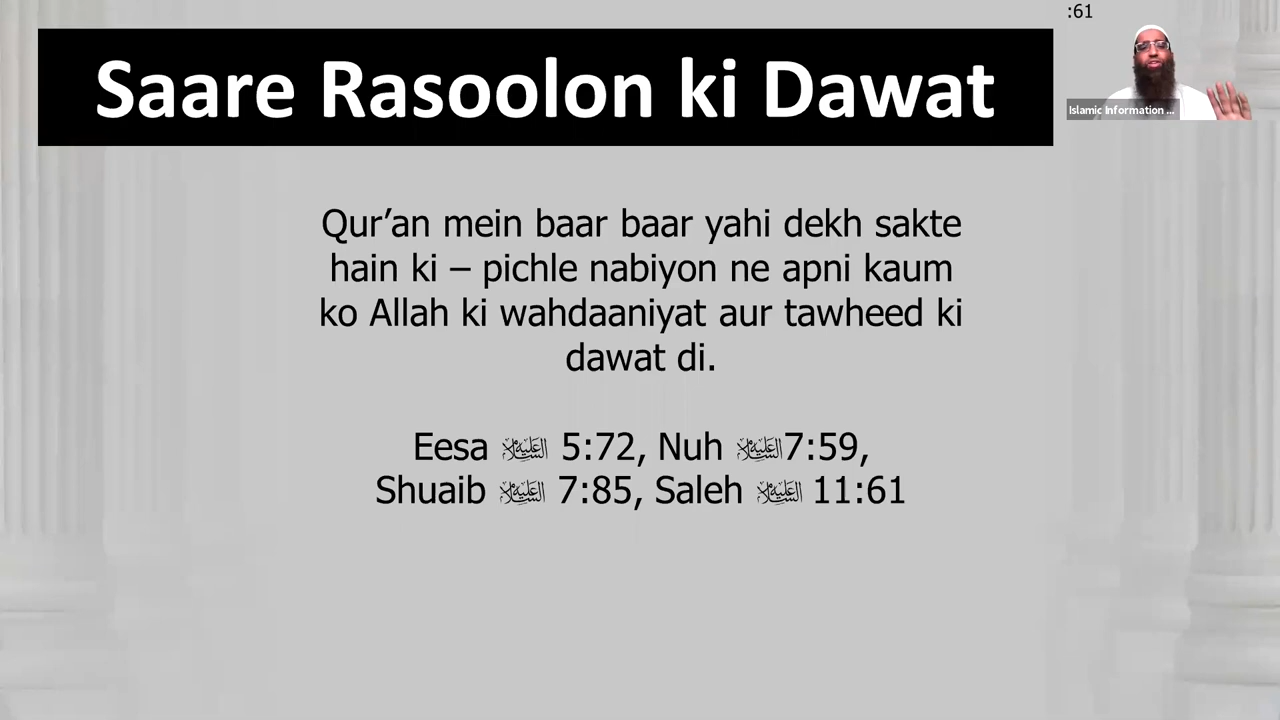 :61
Saare Rasoolon ki Dawat
Islamic Information ...
Qur’an mein baar baar yahi dekh sakte
hain ki – pichle nabiyon ne apni kaum
ko Allah ki wahdaaniyat aur tawheed ki
dawat di.
Eesa عليه السلام 5:72, Nuh عليه السلام7:59,
Shuaib عليه السلام 7:85, Saleh عليه السلام 11:61